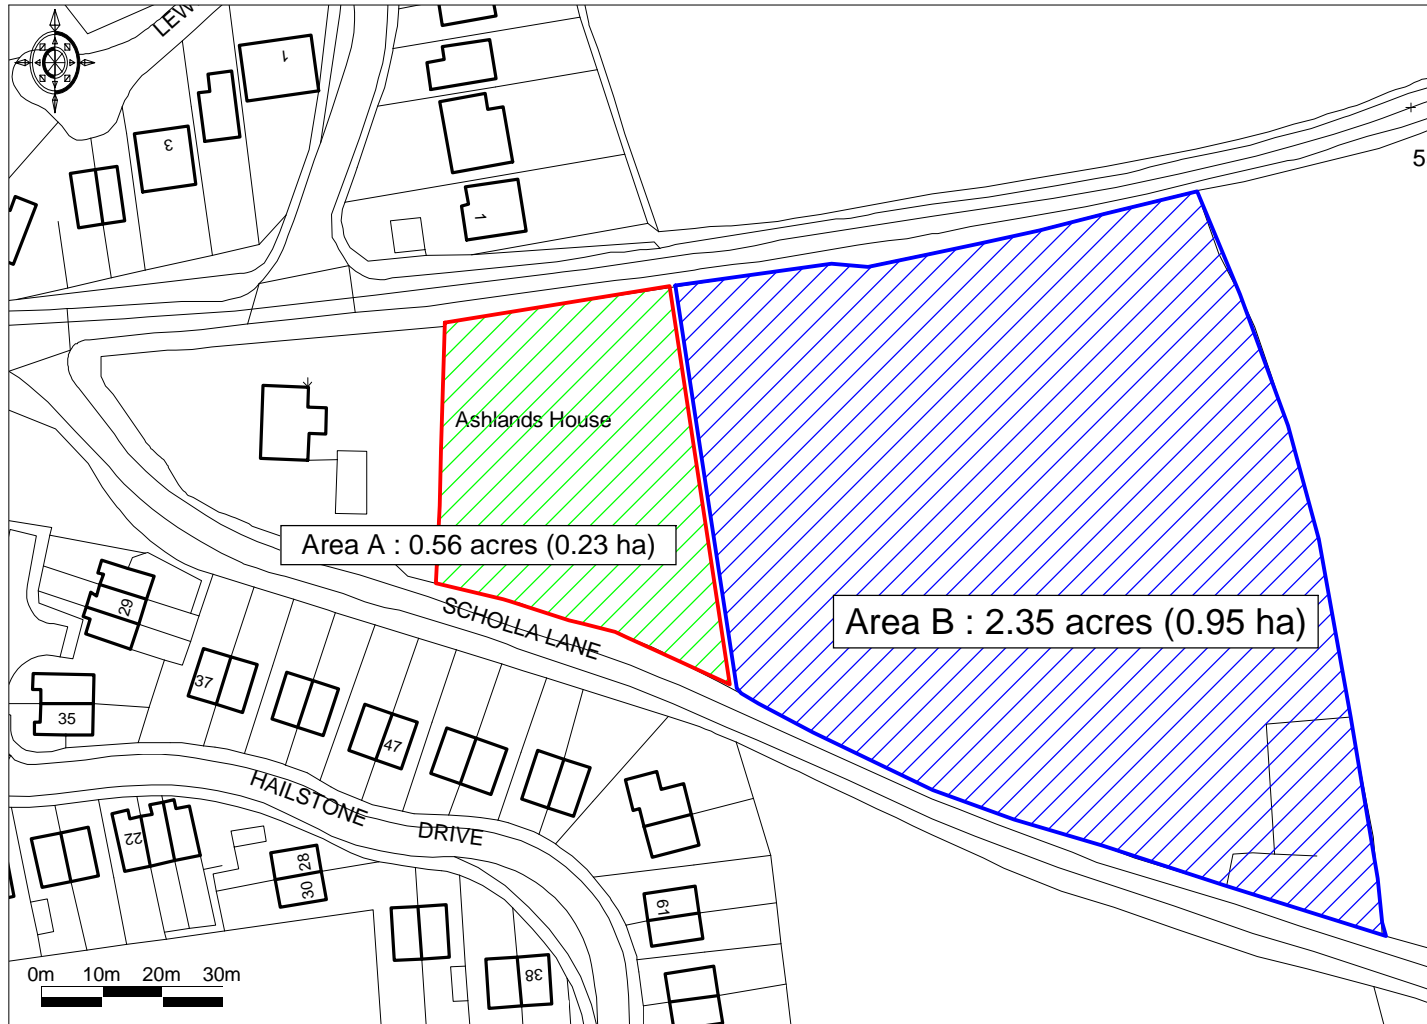 LEW
1
3
1
5
Ashlands House
Area A : 0.56 acres (0.23 ha)
SCHOLLA LANE
Area B : 2.35 acres (0.95 ha)
29
37
35
47
HAILSTONE DRIVE
22
28
30
61
38
0m 10m 20m 30m